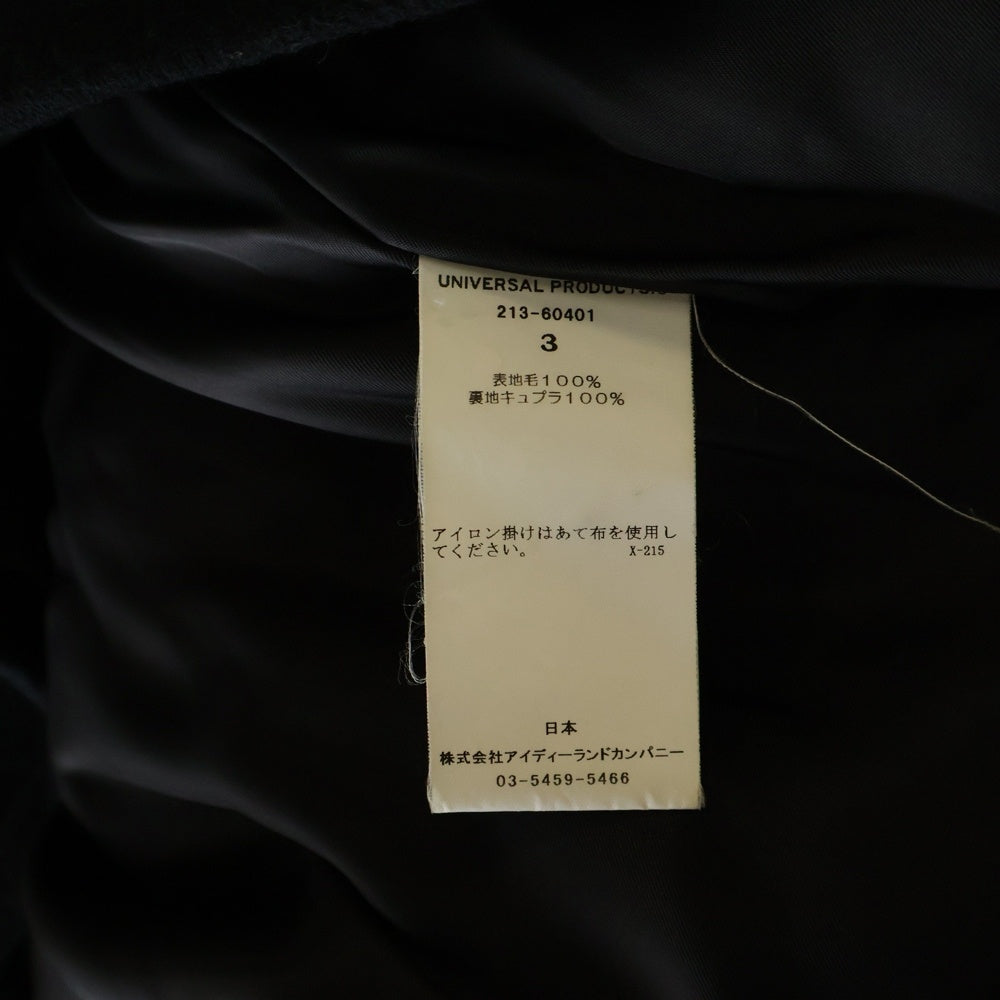 UNIVERSAL PRODUCTS.
213-60401
3
表地毛100%
裏地キュプラ100%
アイロン掛けはあて布を使用し
てください。 X-215
日本
株式会社アイディーランドカンパニー
03-5459-5466